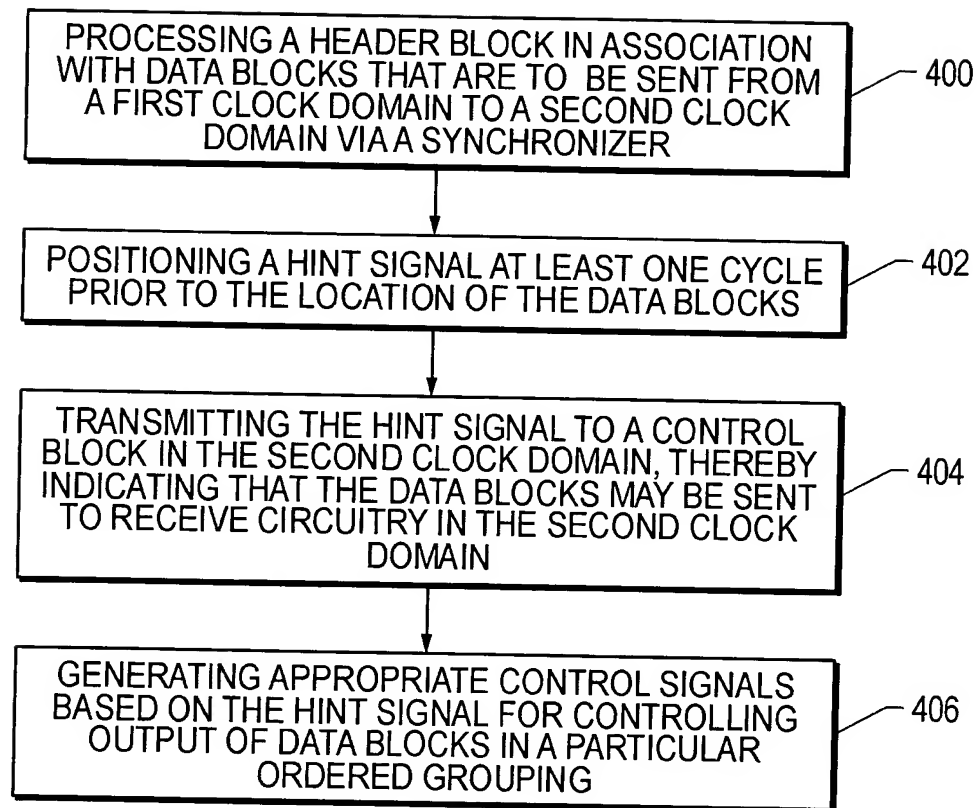 PROCESSING A HEADER BLOCK IN ASSOCIATION
WITH DATA BLOCKS THAT ARE TO BE SENT FROM
A FIRST CLOCK DOMAIN TO A SECOND CLOCK
DOMAIN VIA A SYNCHRONIZER
400
POSITIONING A HINT SIGNAL AT LEAST ONE CYCLE
PRIOR TO THE LOCATION OF THE DATA BLOCKS
402
TRANSMITTING THE HINT SIGNAL TO A CONTROL
BLOCK IN THE SECOND CLOCK DOMAIN, THEREBY
INDICATING THAT THE DATA BLOCKS MAY BE SENT
TO RECEIVE CIRCUITRY IN THE SECOND CLOCK
DOMAIN
404
GENERATING APPROPRIATE CONTROL SIGNALS
BASED ON THE HINT SIGNAL FOR CONTROLLING
OUTPUT OF DATA BLOCKS IN A PARTICULAR
ORDERED GROUPING
406